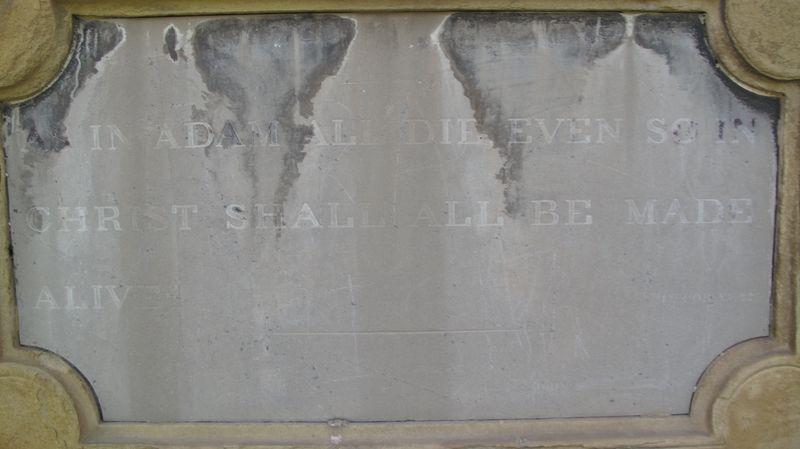 AS IN ADAM ALL DIE EVEN SO IN
CHRIST SHALL ALL BE MADE
ALIVE